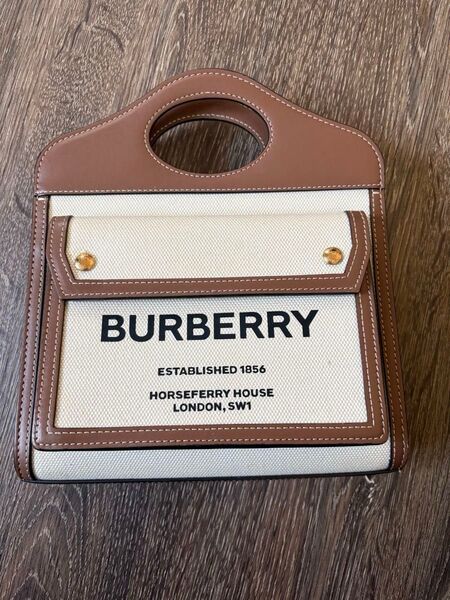 BURBERRY
ESTABLISHED 1856
HORSEFERRY HOUSE
LONDON, SW1